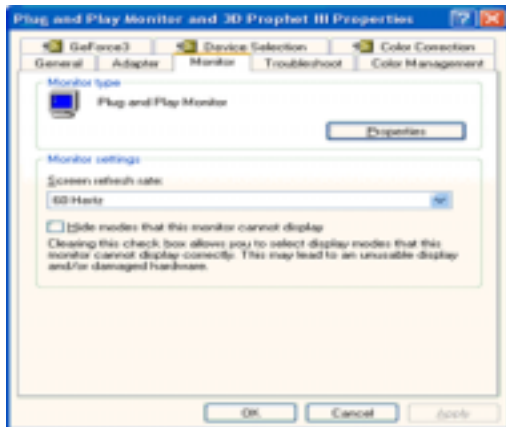 Plug and Play Monitor and 3D Prophet III Properties
GeForce3 Device Selection Color Correction
General Adapter Monitor Troubleshoot Color Management
Monitor type
Plug and Play Monitor
Properties
Monitor settings
Screen refresh rate:
60 Hertz
Hide modes that this monitor cannot display
Clearing this check box allows you to select display modes that this
monitor cannot display correctly. This may lead to an unusable display
and/or damaged hardware.
OK Cancel Apply